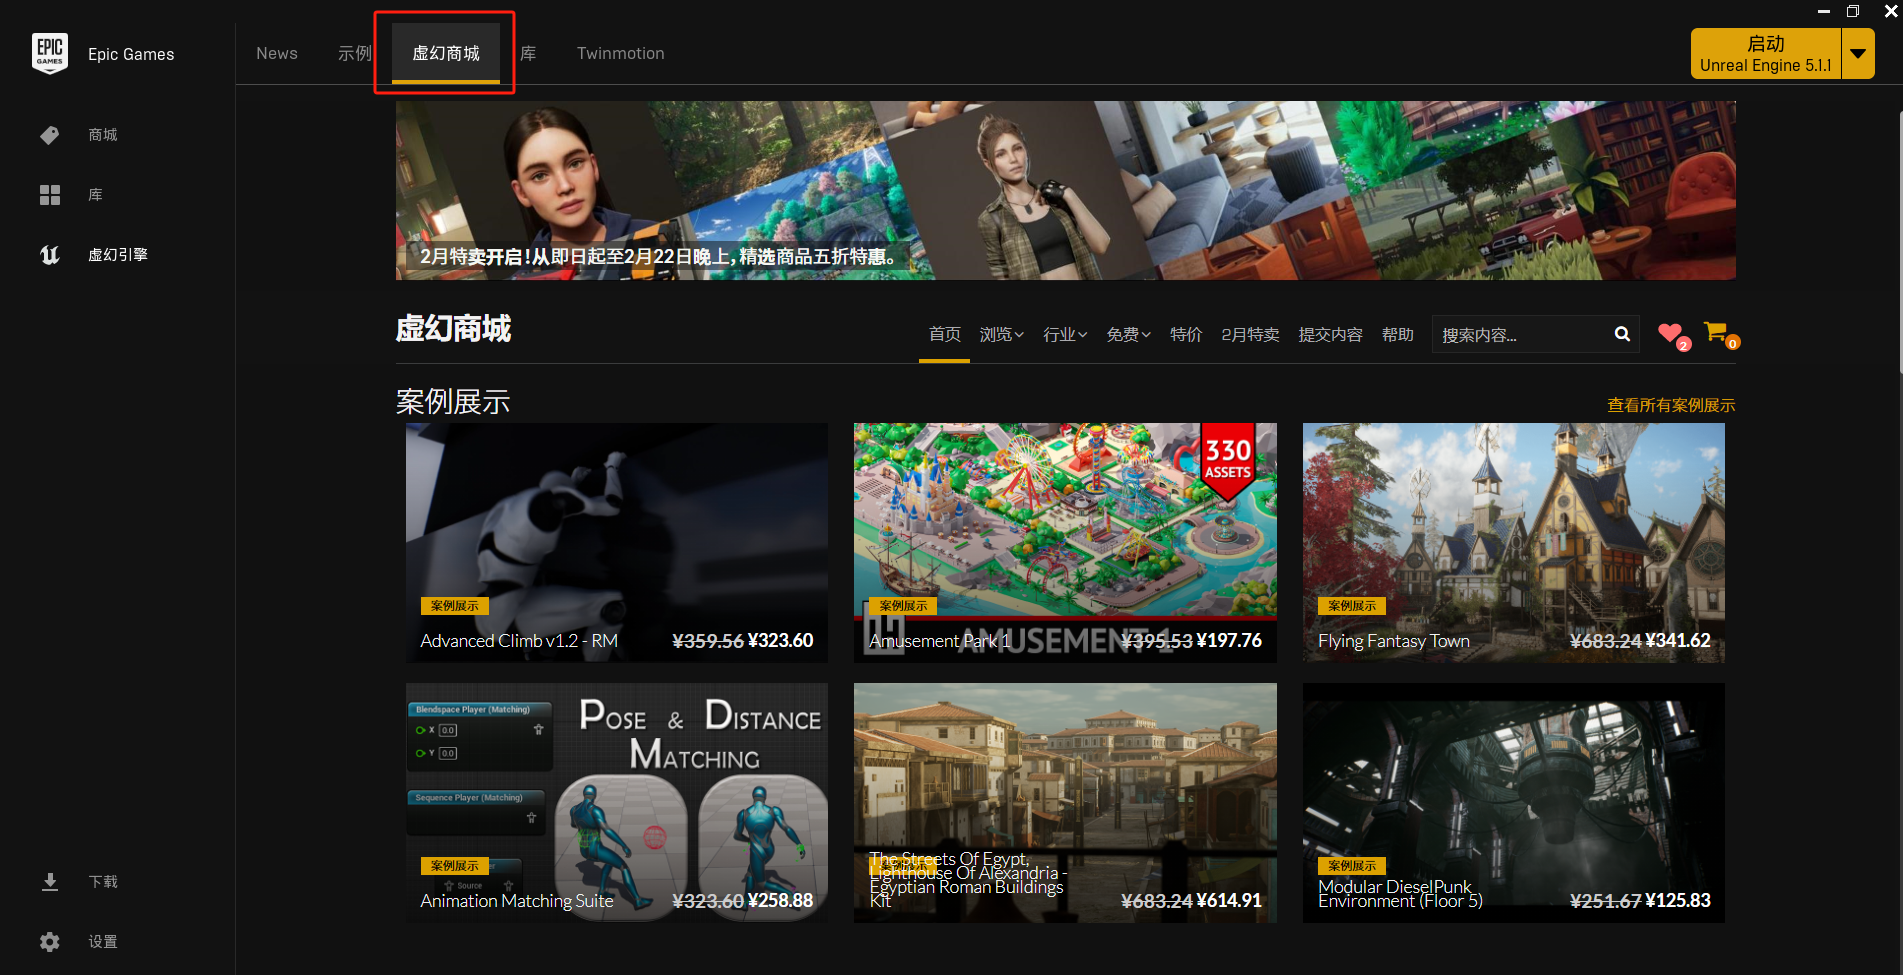 EPIC
GAMES
Epic Games
News
示例
虚幻商城
库
Twinmotion
启动
Unreal Engine 5.1.1
商城
库
虚幻引擎
2月特卖开启！从即日起至2月22日晚上，精选商品五折特惠。
虚幻商城
首页
浏览
行业
免费
特价
2月特卖
提交内容
帮助
搜索内容...
2
0
案例展示
查看所有案例展示
案例展示
Advanced Climb v1.2 - RM
¥359.56 ¥323.60
330
ASSETS
案例展示
AMUSEMENT 1
Amusement Park 1
¥395.53 ¥197.76
案例展示
Flying Fantasy Town
¥683.24 ¥341.62
Blendspace Player (Matching)
X 0.0
Y 0.0
POSE & DISTANCE
MATCHING
Sequence Player (Matching)
案例展示
Source
Animation Matching Suite
¥323.60 ¥258.88
The Streets Of Egypt,
Lighthouse Of Alexandria -
Egyptian Roman Buildings
Kit
¥683.24 ¥614.91
案例展示
Modular DieselPunk
Environment (Floor 5)
¥251.67 ¥125.83
下载
设置